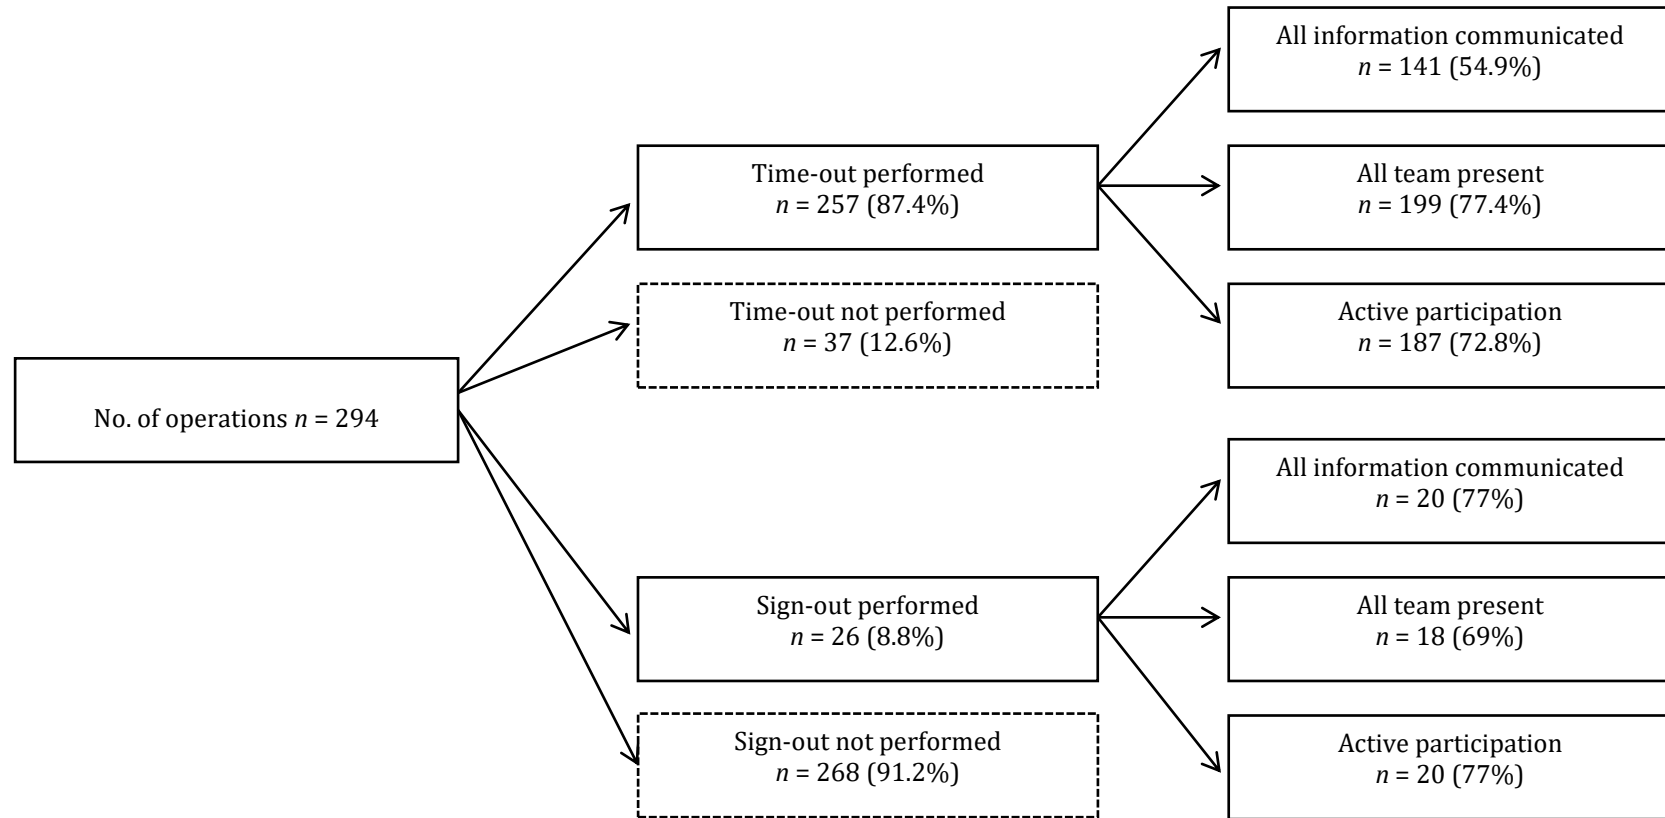 All information communicated
n = 141 (54.9%)
Time-out performed
n = 257 (87.4%)
All team present
n = 199 (77.4%)
Time-out not performed
n = 37 (12.6%)
Active participation
n = 187 (72.8%)
No. of operations n = 294
All information communicated
n = 20 (77%)
Sign-out performed
n = 26 (8.8%)
All team present
n = 18 (69%)
Sign-out not performed
n = 268 (91.2%)
Active participation
n = 20 (77%)